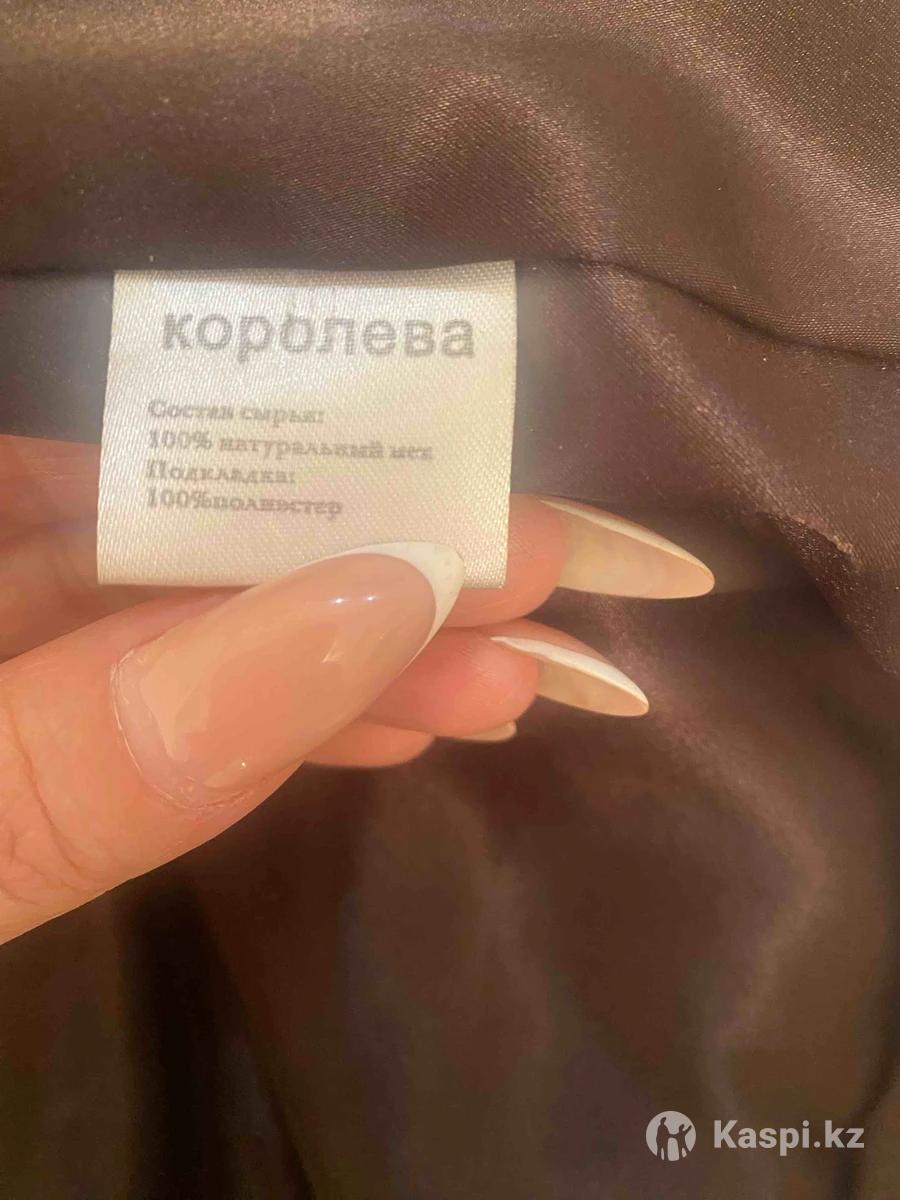 королева
Состав сырья:
100% натуральный мех
Подкладка:
100%полиэстер
Kaspi.kz